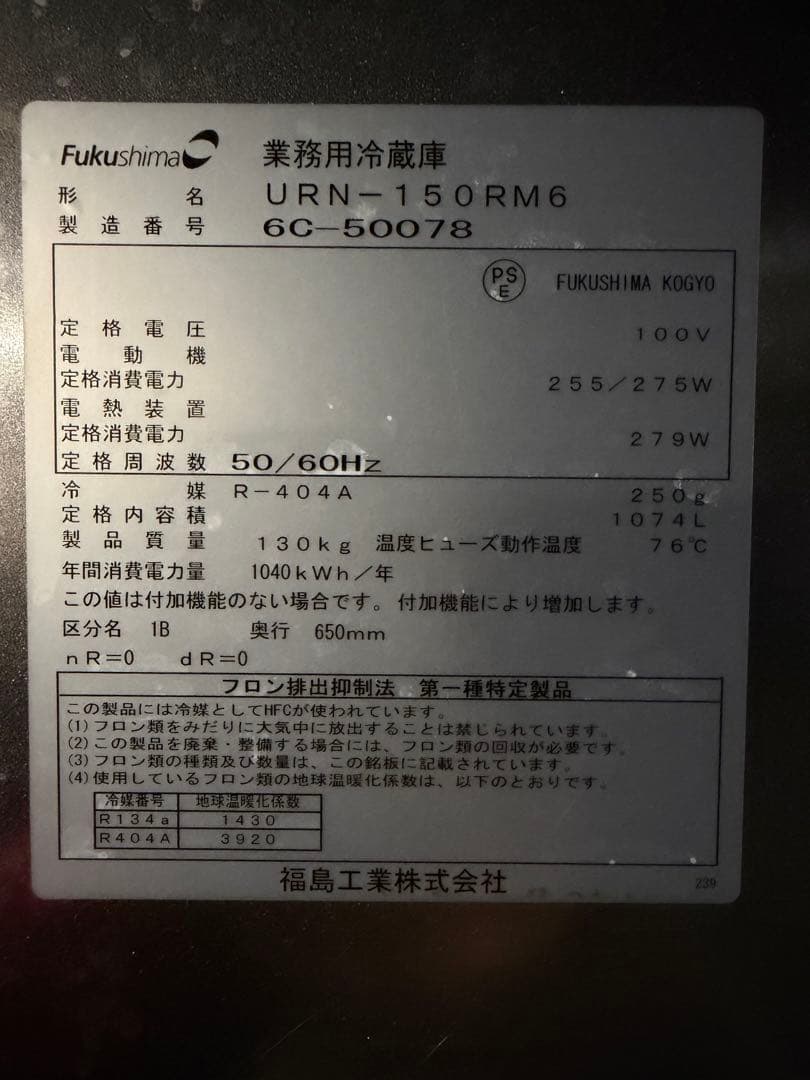 Fukushima 業務用冷蔵庫
形名 URN-150RM6
製造番号 6C-50078
PSE FUKUSHIMA KOGYO
定格電圧 100V
電動機
定格消費電力 255/275W
電熱装置
定格消費電力 279W
定格周波数 50/60Hz
冷媒 R-404A 250g
定格内容積 1074L
製品質量 130kg 温度ヒューズ動作温度 76℃
年間消費電力量 1040kWh/年
この値は付加機能のない場合です。付加機能により増加します。
区分名 1B 奥行 650mm
nR=0 dR=0
フロン排出抑制法 第一種特定製品
この製品には冷媒としてHFCが使われています。
(1)フロン類をみだりに大気中に放出することは禁じられています。
(2)この製品を廃棄・整備する場合には、フロン類の回収が必要です。
(3)フロン類の種類及び数量は、この銘板に記載されています。
(4)使用しているフロン類の地球温暖化係数は、以下のとおりです。
冷媒番号 地球温暖化係数
R134a 1430
R404A 3920
福島工業株式会社
239